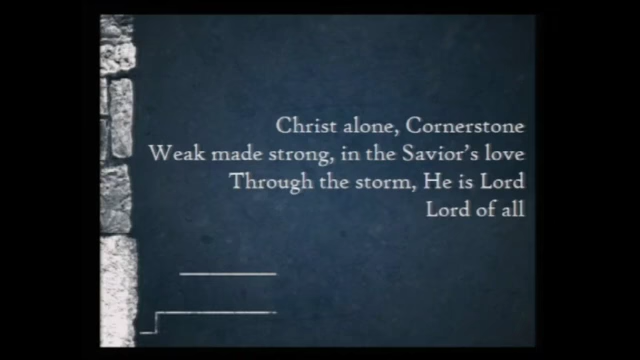 Christ alone, Cornerstone
Weak made strong, in the Savior's love
Through the storm, He is Lord
Lord of all